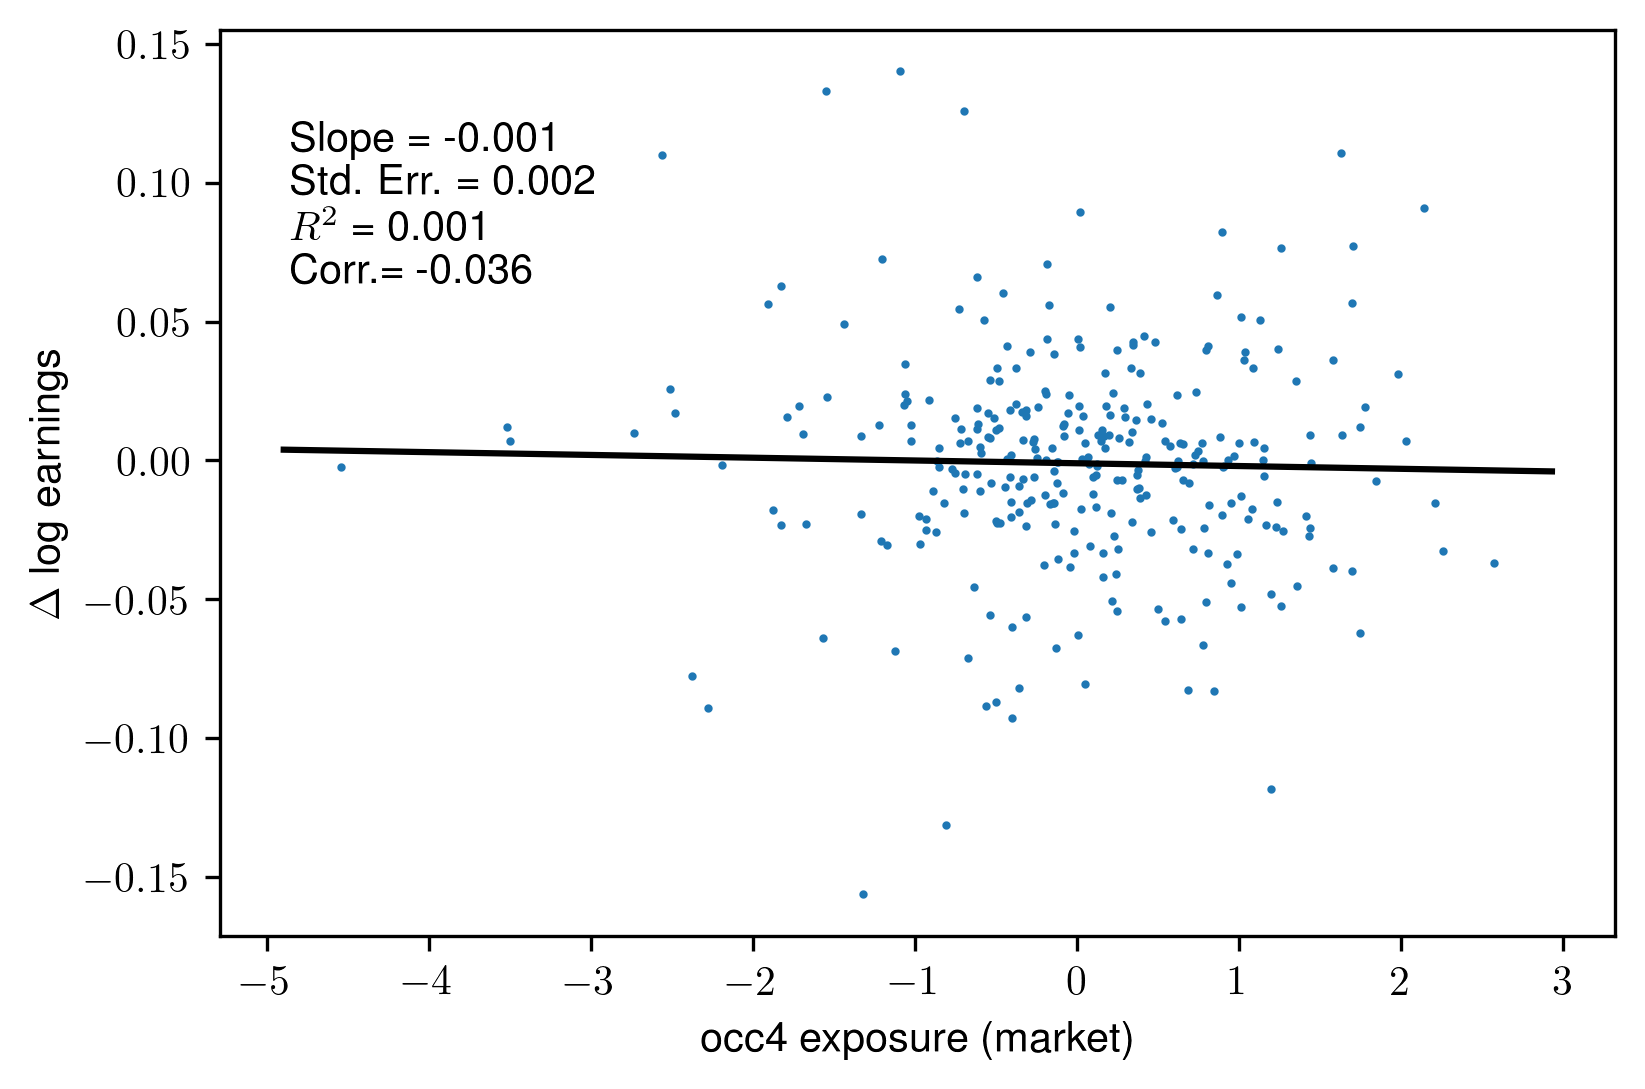 0.15
0.10
0.05
0.00
−0.05
−0.10
−0.15
Δ log earnings
Slope = -0.001
Std. Err. = 0.002
R² = 0.001
Corr.= -0.036
−5 −4 −3 −2 −1 0 1 2 3
occ4 exposure (market)